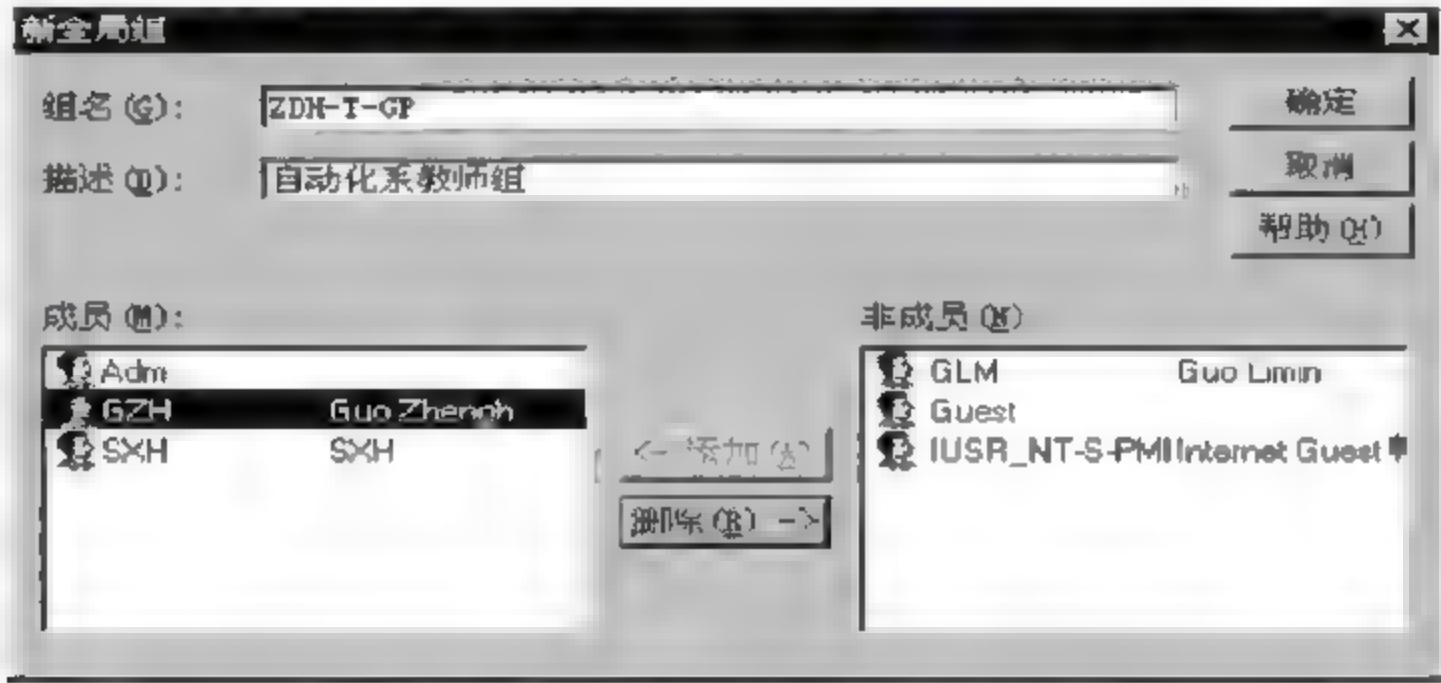 新全局组
组名(G): ZDH-T-GP 确定
描述(D): 自动化系教师组 取消
帮助(H)
成员(M): 非成员(N)
Adm GLM Guo Limin
GZH Guo Guest
SXH SXH IUSR_NT-S-PMI Internet Guest
<- 添加(A)
删除(R) ->